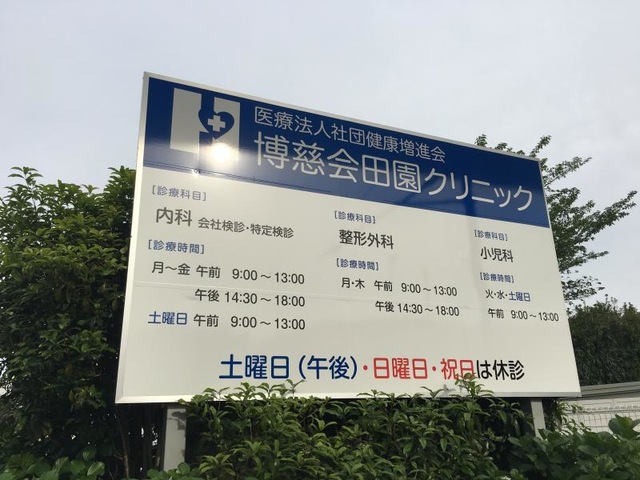 医療法人社団健康増進会
博慈会田園クリニック
[診療科目]
内科 会社検診・特定検診
[診療時間]
月～金 午前 9:00～13:00
午後 14:30～18:00
土曜日 午前 9:00～13:00
[診療科目]
整形外科
[診療時間]
月・木 午前 9:00～13:00
午後 14:30～18:00
[診療科目]
小児科
[診療時間]
火・水・土曜日
午前 9:00～13:00
土曜日（午後）・日曜日・祝日は休診